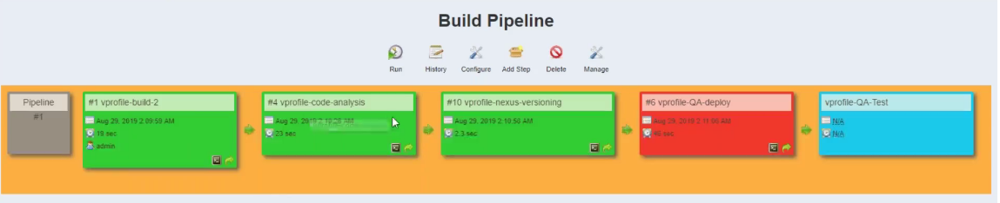 Build Pipeline
Run History Configure Add Step Delete Manage
Pipeline
#1
#1 vprofile-build-2
Aug 29, 2019 2:09:59 AM
19 sec
admin
#4 vprofile-code-analysis
Aug 29, 2019 2:10:26 AM
23 sec
#10 vprofile-nexus-versioning
Aug 29, 2019 2:10:56 AM
2.3 sec
#6 vprofile-QA-deploy
Aug 29, 2019 2:11:06 AM
sec
vprofile-QA-Test
N/A
N/A